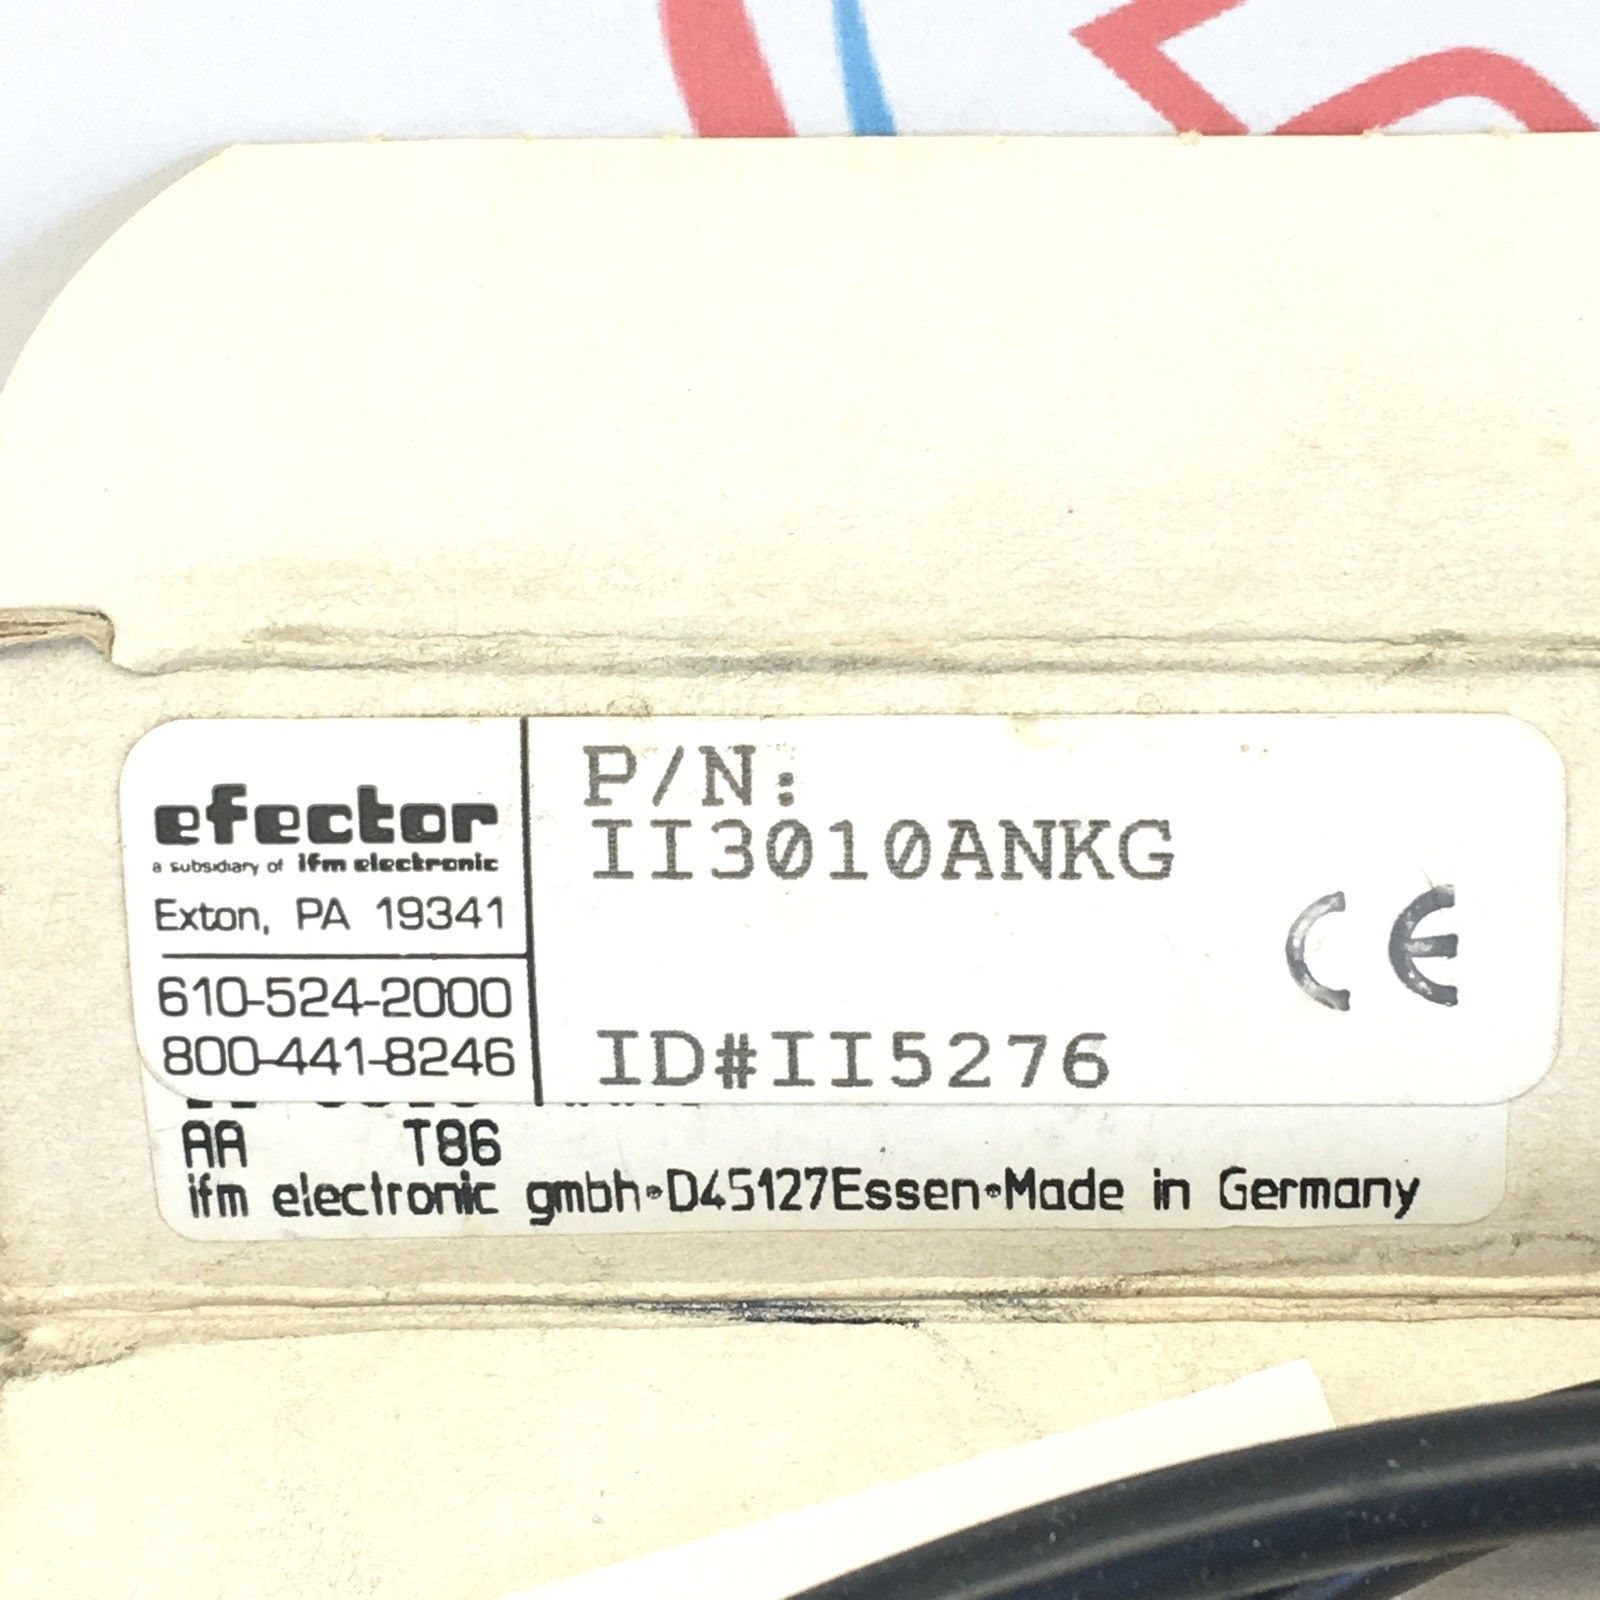 efector
a subsidiary of ifm electronic
Exton, PA 19341
610-524-2000
800-441-8246
P/N:
II3010ANKG
CE
ID#II5276
AA T86
ifm electronic gmbh•D45127Essen•Made in Germany